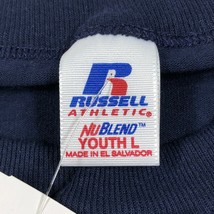 R
RUSSELL
ATHLETIC®
NUBLEND™
YOUTH L
MADE IN EL SALVADOR